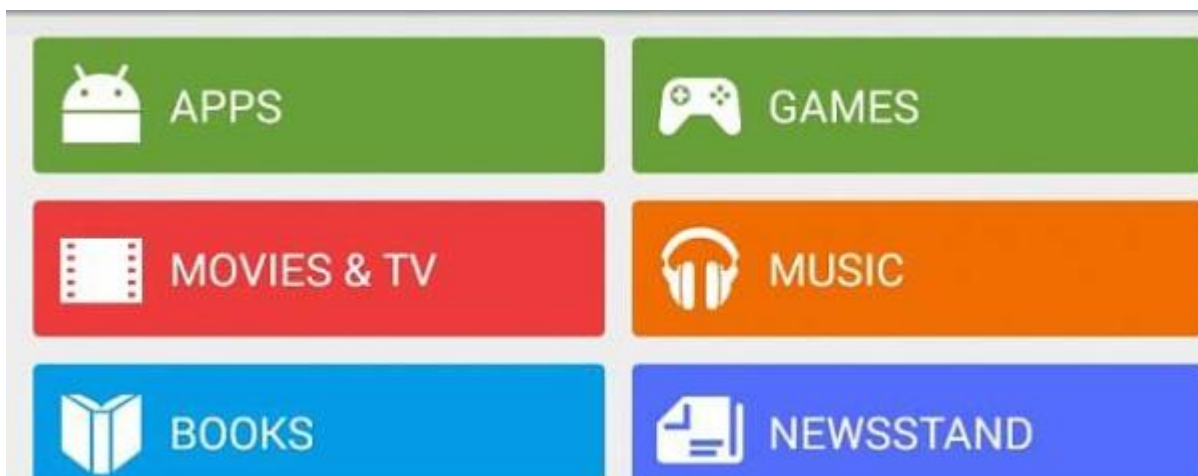 APPS
GAMES
MOVIES & TV
MUSIC
BOOKS
NEWSSTAND